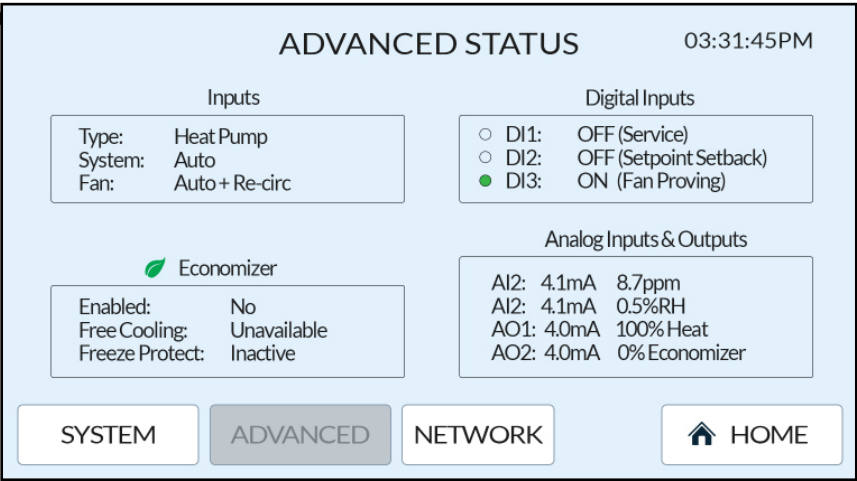 ADVANCED STATUS
03:31:45PM
Inputs
Type: Heat Pump
System: Auto
Fan: Auto + Re-circ
Digital Inputs
DI1: OFF (Service)
DI2: OFF (Setpoint Setback)
DI3: ON (Fan Proving)
Economizer
Enabled: No
Free Cooling: Unavailable
Freeze Protect: Inactive
Analog Inputs & Outputs
AI2: 4.1mA 8.7ppm
AI2: 4.1mA 0.5%RH
AO1: 4.0mA 100% Heat
AO2: 4.0mA 0% Economizer
SYSTEM
ADVANCED
NETWORK
HOME